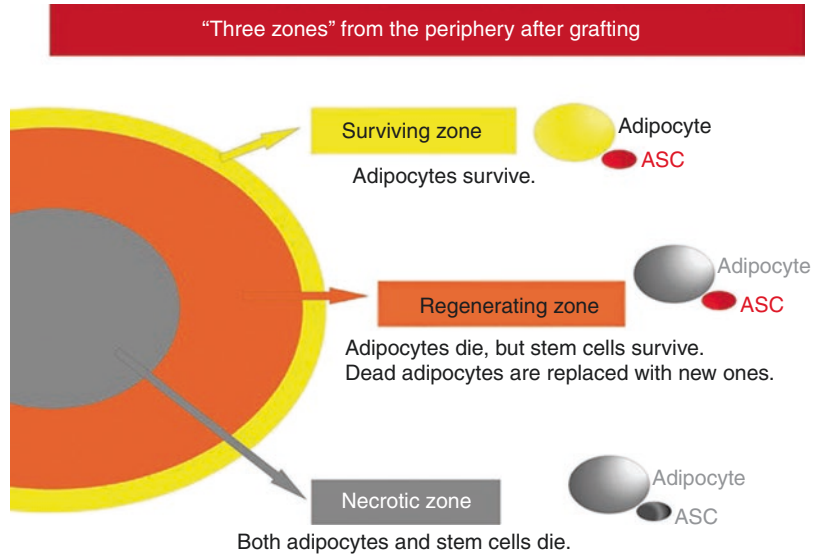 “Three zones” from the periphery after grafting
Surviving zone
Adipocyte
ASC
Adipocytes survive.
Regenerating zone
Adipocyte
ASC
Adipocytes die, but stem cells survive.
Dead adipocytes are replaced with new ones.
Necrotic zone
Adipocyte
ASC
Both adipocytes and stem cells die.